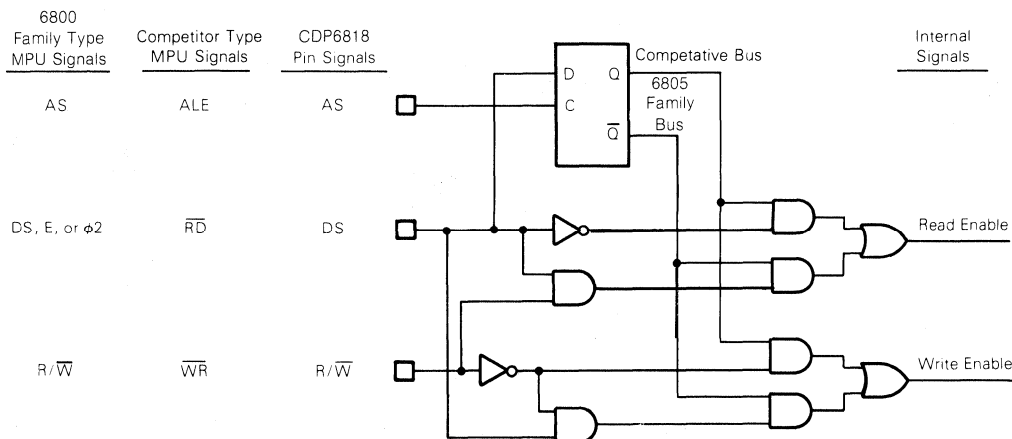 6800
Family Type
MPU Signals
Competitor Type
MPU Signals
CDP6818
Pin Signals
Internal
Signals
Competative Bus
6805
Family
Bus
D
Q
C
Q̅
AS
ALE
AS
DS, E, or ϕ2
R̅D̅
DS
Read Enable
R/W̅
W̅R̅
R/W̅
Write Enable